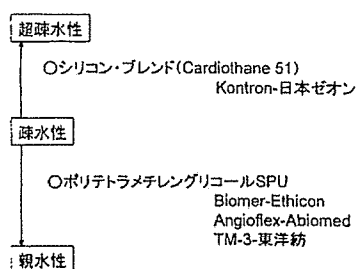 超疎水性
○シリコン・ブレンド(Cardiothane 51)
Kontron-日本ゼオン
疎水性
○ポリテトラメチレングリコールSPU
Biomer-Ethicon
Angioflex-Abiomed
TM-3-東洋紡
親水性